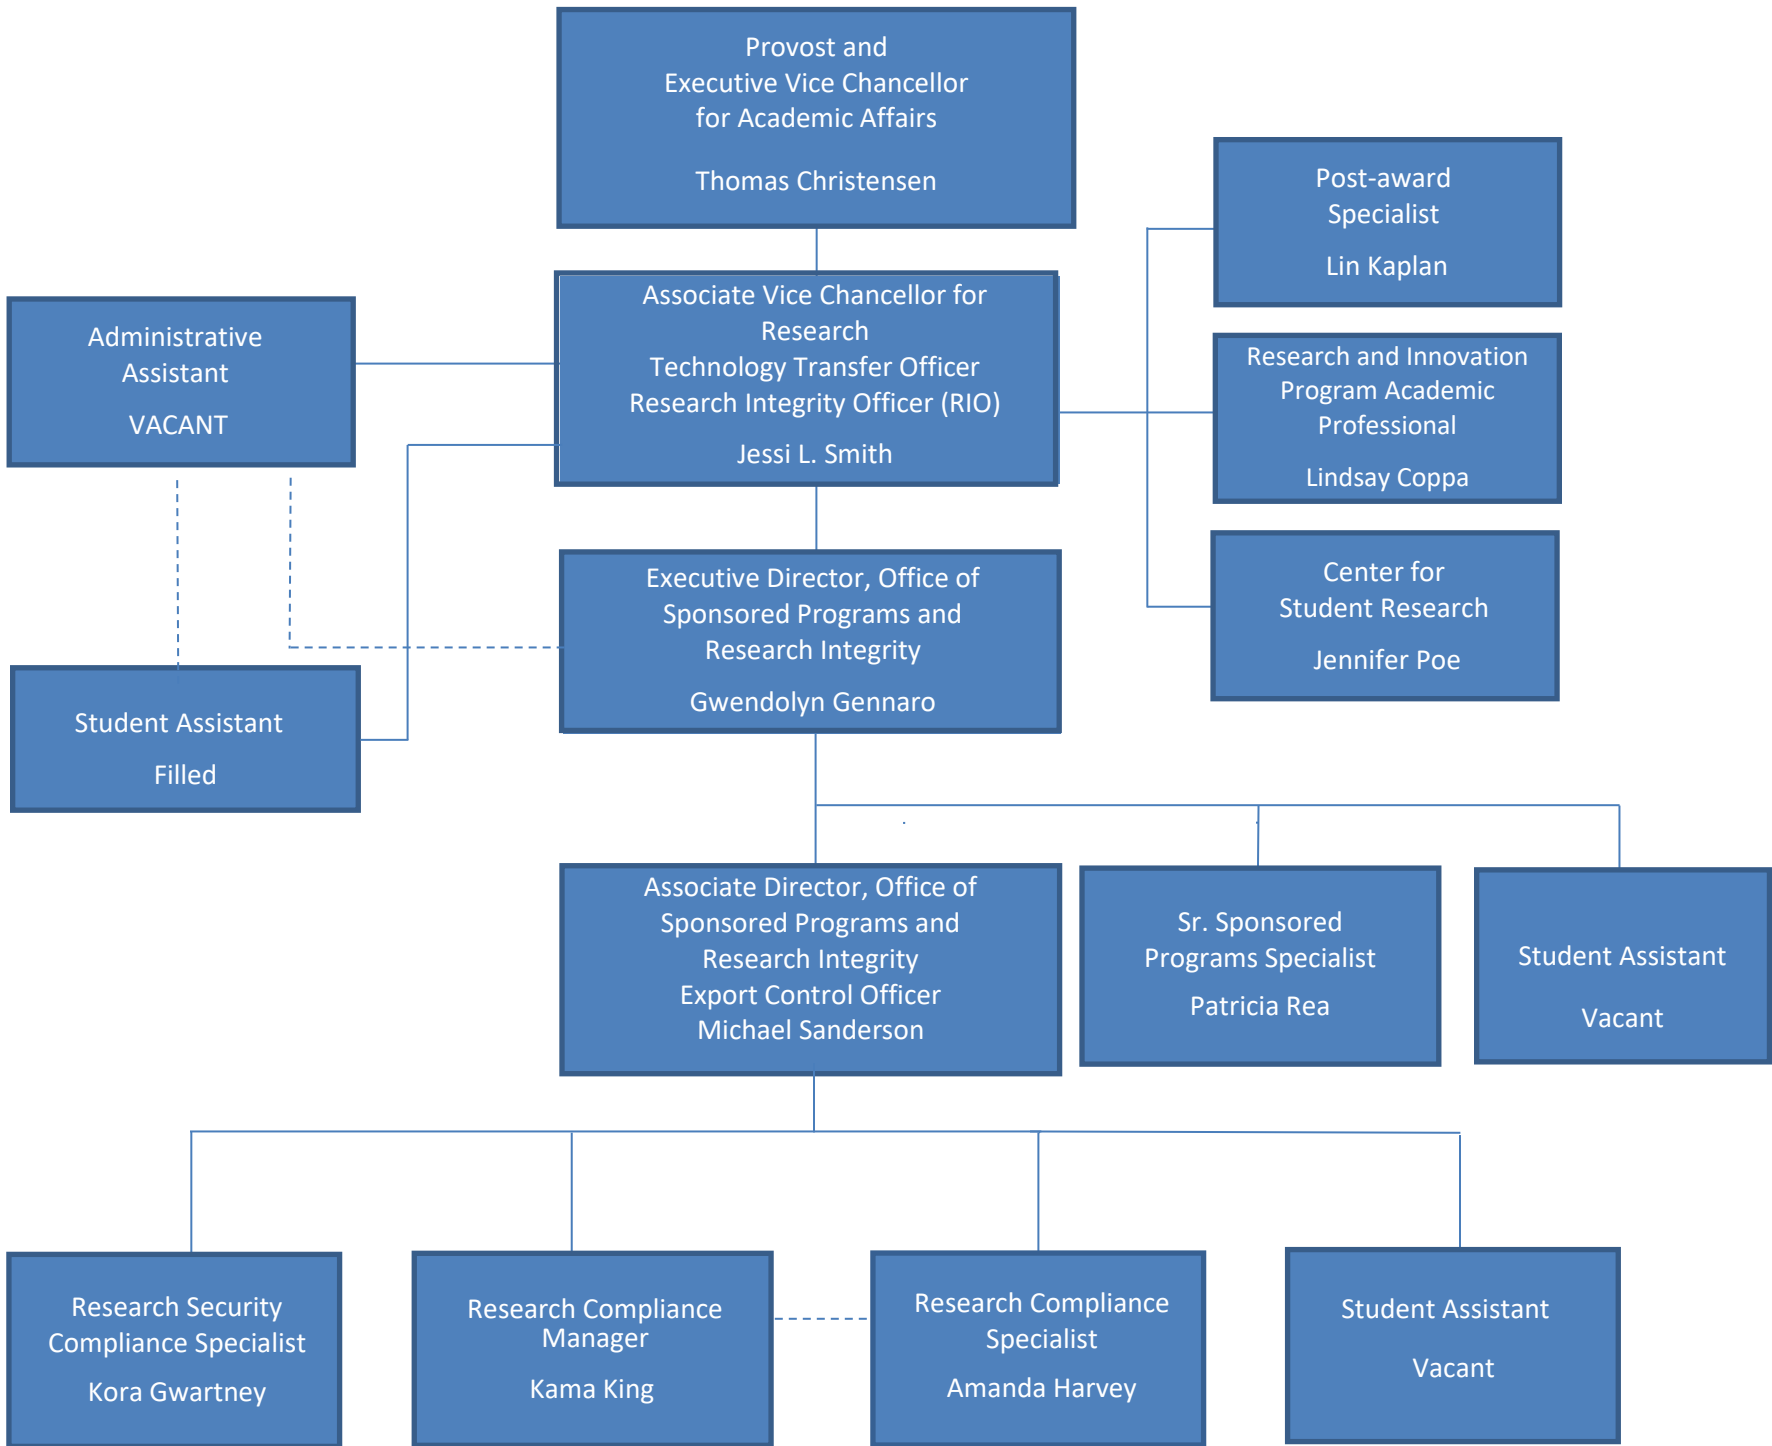 Provost and
Executive Vice Chancellor
for Academic Affairs
Thomas Christensen
Post-award
Specialist
Lin Kaplan
Associate Vice Chancellor for
Research
Technology Transfer Officer
Research Integrity Officer (RIO)
Jessi L. Smith
Administrative
Assistant
VACANT
Research and Innovation
Program Academic
Professional
Lindsay Coppa
Center for
Student Research
Jennifer Poe
Executive Director, Office of
Sponsored Programs and
Research Integrity
Gwendolyn Gennaro
Student Assistant
Filled
Associate Director, Office of
Sponsored Programs and
Research Integrity
Export Control Officer
Michael Sanderson
Sr. Sponsored
Programs Specialist
Patricia Rea
Student Assistant
Vacant
Research Security
Compliance Specialist
Kora Gwartney
Research Compliance
Manager
Kama King
Research Compliance
Specialist
Amanda Harvey
Student Assistant
Vacant